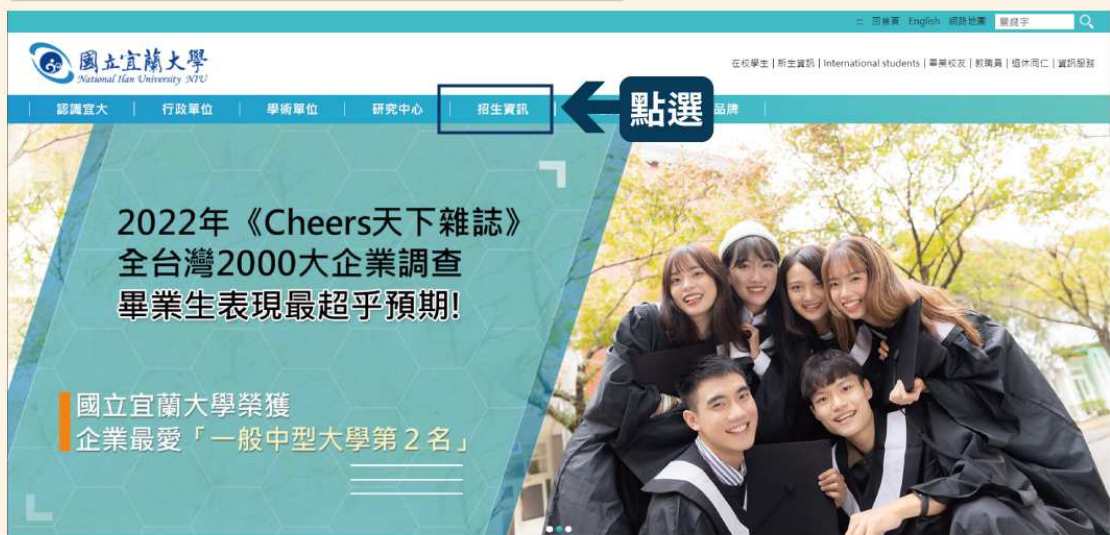 ::: 回首頁 English 網路地圖 關鍵字
國立宜蘭大學
National Ilan University NIU
在校學生 | 新生資訊 | International students | 畢業校友 | 教職員 | 退休同仁 | 資訊服務
認識宜大 | 行政單位 | 學術單位 | 研究中心 | 招生資訊 | 點選 品牌
2022年《Cheers天下雜誌》
全台灣2000大企業調查
畢業生表現最超乎預期!
國立宜蘭大學榮獲
企業最愛「一般中型大學第2名」